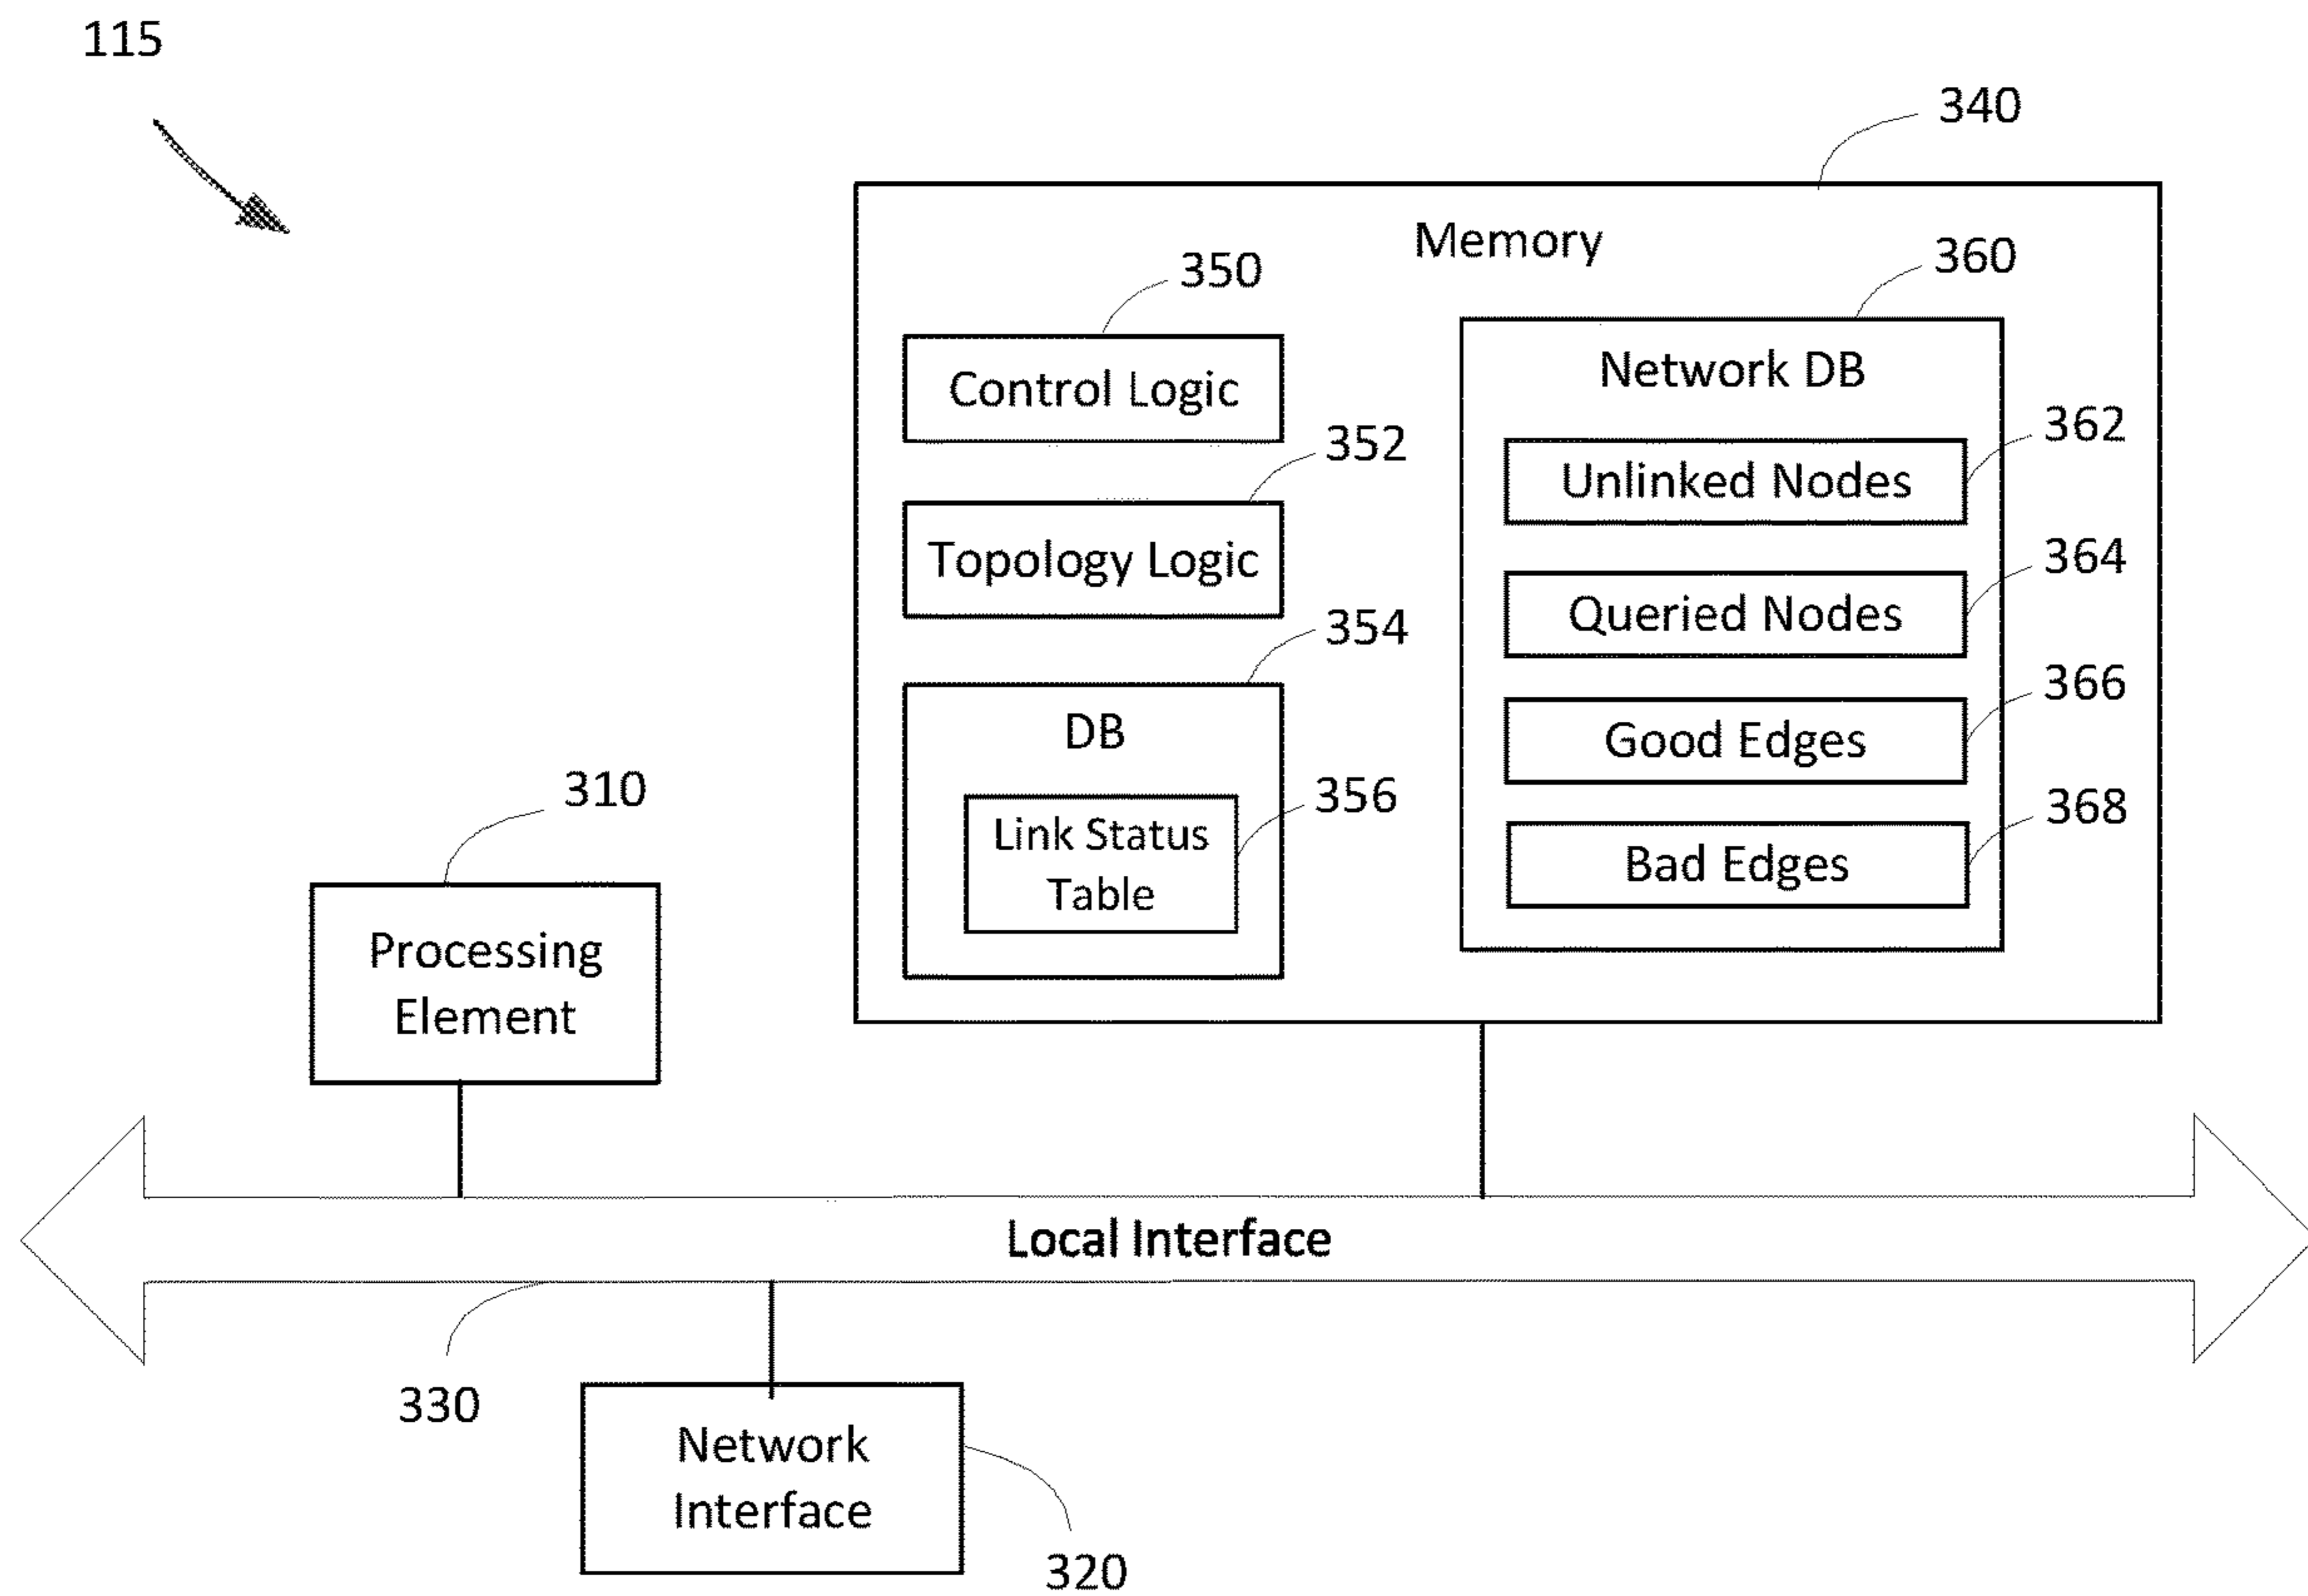 115
340
Memory
350
360
Control Logic
Network DB
352
362
Unlinked Nodes
Topology Logic
364
Queried Nodes
354
366
DB
Good Edges
356
368
Link Status
Table
Bad Edges
310
Processing
Element
Local Interface
330
Network
Interface
320